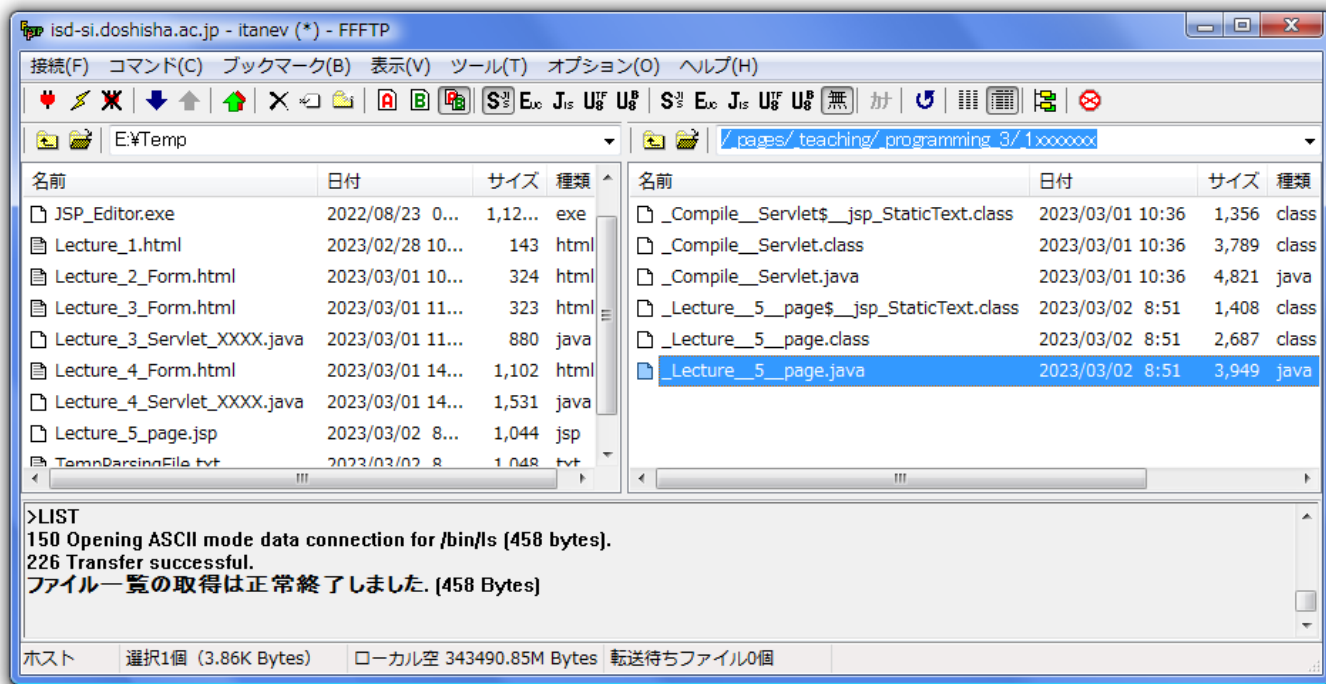 isd-si.doshisha.ac.jp - itanev (*) - FFFTP
接続(F) コマンド(C) ブックマーク(B) 表示(V) ツール(T) オプション(O) ヘルプ(H)
E:¥Temp
/_pages/_teaching/_programming_3/_1xxxxxxx
名前 日付 サイズ 種類
JSP_Editor.exe 2022/08/23 0... 1,12... exe
Lecture_1.html 2023/02/28 10... 143 html
Lecture_2_Form.html 2023/03/01 10... 324 html
Lecture_3_Form.html 2023/03/01 11... 323 html
Lecture_3_Servlet_XXXX.java 2023/03/01 11... 880 java
Lecture_4_Form.html 2023/03/01 14... 1,102 html
Lecture_4_Servlet_XXXX.java 2023/03/01 14... 1,531 java
Lecture_5_page.jsp 2023/03/02 8... 1,044 jsp
TempParsingFile.txt 2023/03/02 8... 1,048 txt
名前 日付 サイズ 種類
_Compile__Servlet$__jsp_StaticText.class 2023/03/01 10:36 1,356 class
_Compile__Servlet.class 2023/03/01 10:36 3,789 class
_Compile__Servlet.java 2023/03/01 10:36 4,821 java
_Lecture__5__page$__jsp_StaticText.class 2023/03/02 8:51 1,408 class
_Lecture__5__page.class 2023/03/02 8:51 2,687 class
_Lecture__5__page.java 2023/03/02 8:51 3,949 java
>LIST
150 Opening ASCII mode data connection for /bin/ls (458 bytes).
226 Transfer successful.
ファイル一覧の取得は正常終了しました. (458 Bytes)
ホスト 選択1個 (3.86K Bytes) ローカル空 343490.85M Bytes 転送待ちファイル0個